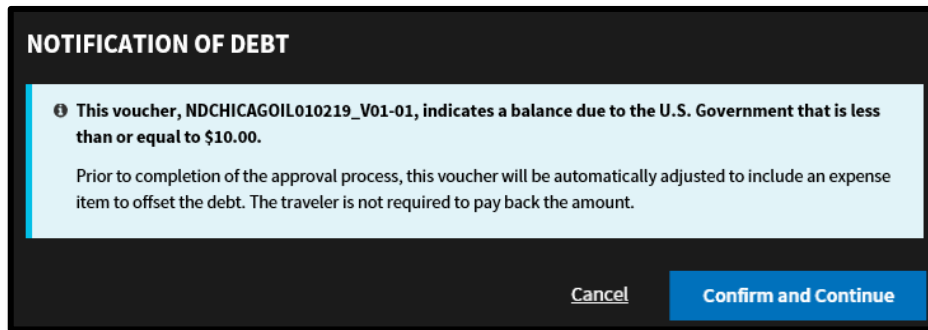 NOTIFICATION OF DEBT
This voucher, NDCHICAGOIL010219_V01-01, indicates a balance due to the U.S. Government that is less
than or equal to $10.00.
Prior to completion of the approval process, this voucher will be automatically adjusted to include an expense
item to offset the debt. The traveler is not required to pay back the amount.
Cancel
Confirm and Continue